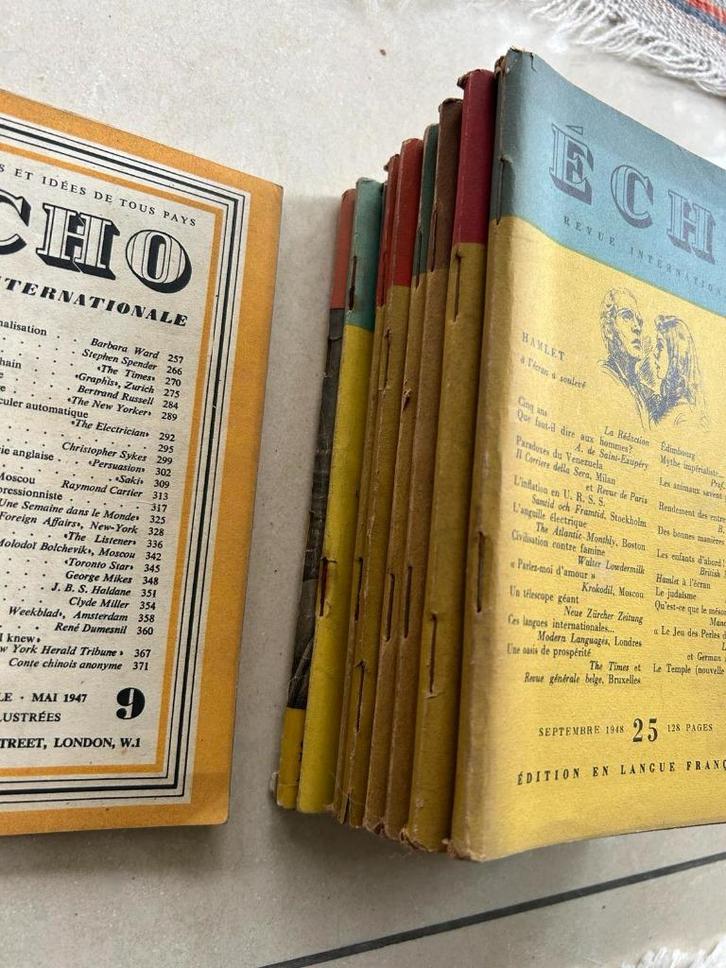 S ET IDÉES DE TOUS PAYS
CHO
TERNATIONALE
nalisation
Barbara Ward 257
Stephen Spender 266
hain «The Times» 270
«Graphis», Zurich 275
Bertrand Russell 284
«The New Yorker» 289
culer automatique
«The Electrician» 292
295
Christopher Sykes 299
rie anglaise «Persuasion» 302
«Saki» 309
Moscou Raymond Cartier 313
pressionniste 317
Une Semaine dans le Monde» 325
Foreign Affairs», New-York 328
«The Listener» 336
Molodot Bolchevik», Moscou 342
«Toronto Star» 345
George Mikes 348
J. B. S. Haldane 351
Clyde Miller 354
Weekblad», Amsterdam 358
René Dumesnil 360
I knew»
w York Herald Tribune» 367
Conte chinois anonyme 371
LE · MAI 1947 9
LUSTRÉES
TREET, LONDON, W.1
ÉCH
REVUE INTERNATIO
HAMLET
à l'écran a soulevé
Cinq ans
La Rédaction
Que faut-il dire aux hommes?
A. de Saint-Exupéry
Paradoxes du Venezuela
Il Corriere della Sera, Milan
et Revue de Paris
L'inflation en U. R. S. S.
Samtid och Framtid, Stockholm
L'anguille électrique
The Atlantic Monthly, Boston
Civilisation contre famine
Walter Lowdermilk
« Parlez-moi d'amour »
Krokodil, Moscou
Un télescope géant
Neue Zürcher Zeitung
Ces langues internationales...
Modern Languages, Londres
Une oasis de prospérité
The Times et
Revue générale belge, Bruxelles
Édimbourg
Mythe impérialiste
Prof.
Les animaux savent
Rendement des entre
B.
Des bonnes manières
Les enfants d'abord!
British
Hamlet à l'écran
Le judaïsme
Qu'est-ce que le méso
Manc
« Le Jeu des Perles d
L
et German
Le Temple (nouvelle
SEPTEMBRE 1948 25 128 PAGES
ÉDITION EN LANGUE FRANÇ